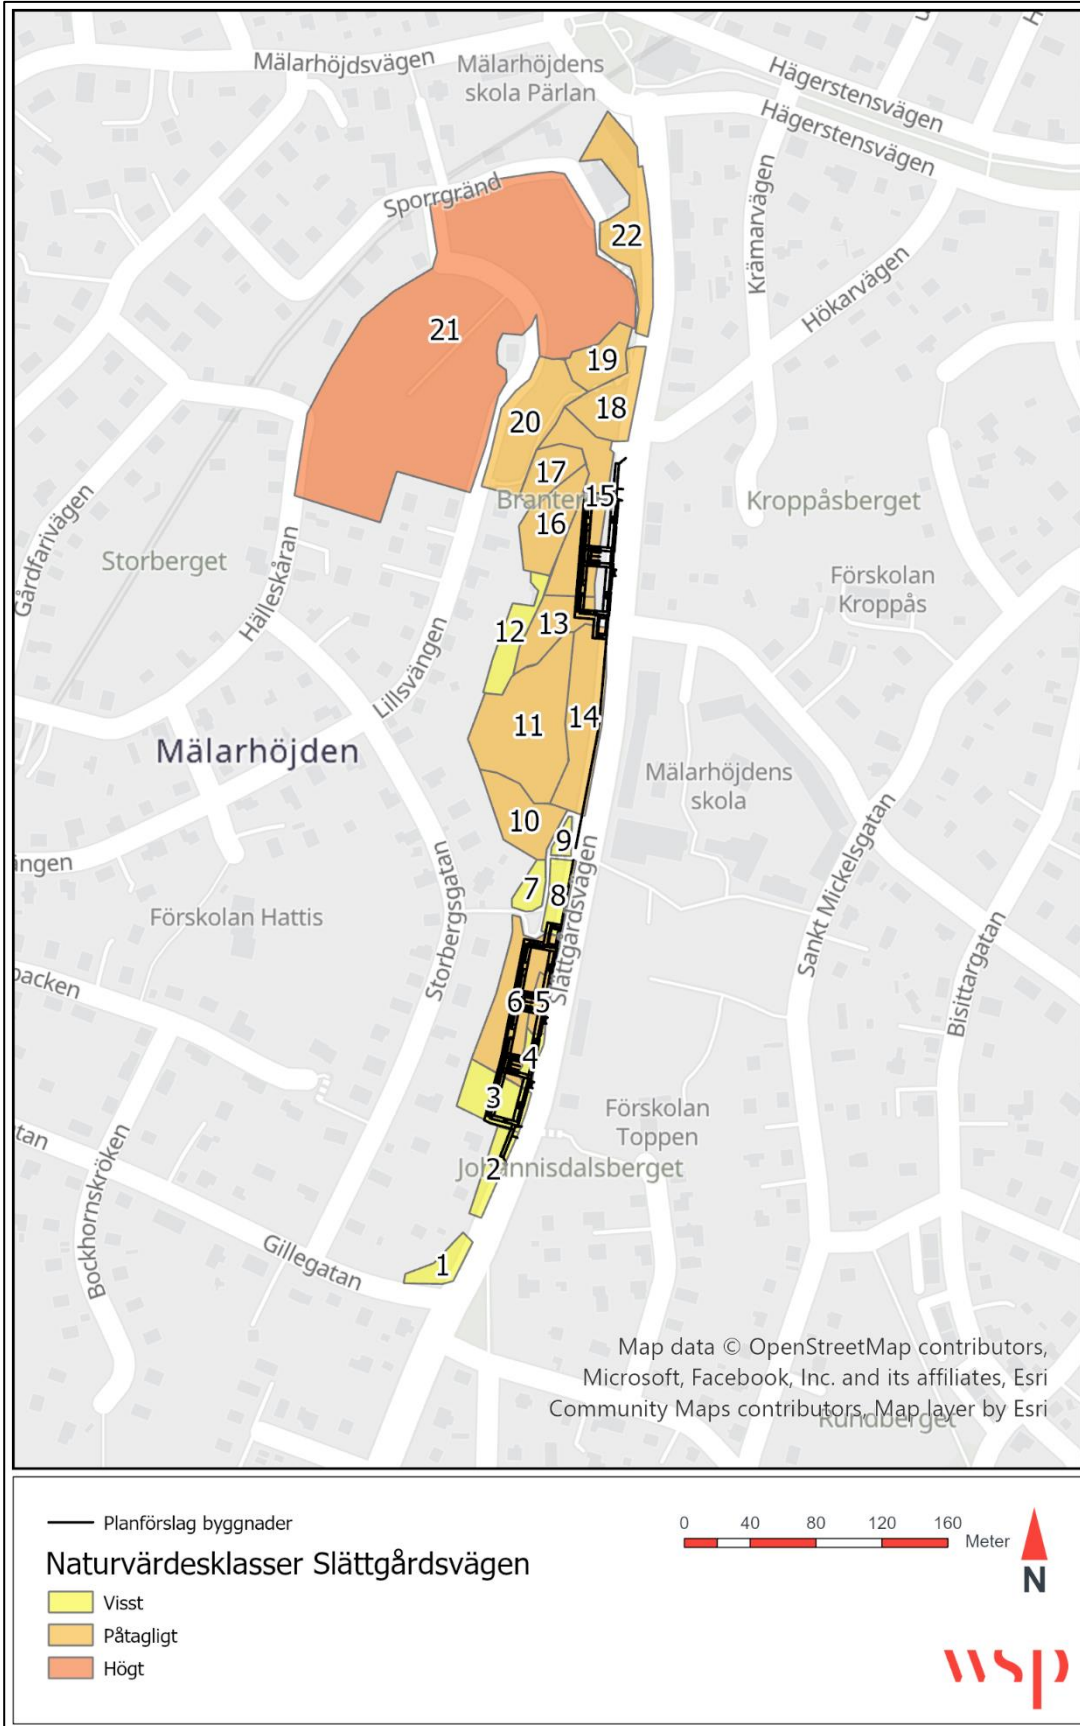 Mälarhöjdsvägen
Mälarhöjdens
skola Pärlan
Hägerstensvägen
Hägerstensvägen
Sporrgränd
Krämarvägen
Hökarvägen
22
21
19
18
20
17
Branten
15
16
Kroppåsberget
Gårdfarivägen
Storberget
Hälleskåran
Förskolan
Kroppås
13
12
Lillsvängen
14
11
Mälarhöjden
Mälarhöjdens
skola
10
9
ängen
Slättgårdsvägen
Sankt Mickelsgatan
7
8
Förskolan Hattis
Storbergsgatan
Bisittargatan
backen
6
5
4
3
Förskolan
Toppen
tan
Bockhornskröken
2
Johannisdalsberget
1
Gillegatan
Map data © OpenStreetMap contributors,
Microsoft, Facebook, Inc. and its affiliates, Esri
Community Maps contributors, Map layer by Esri
Rundberget
Planförslag byggnader
Naturvärdesklasser Slättgårdsvägen
Visst
Påtagligt
Högt
0 40 80 120 160
Meter
N
wsp